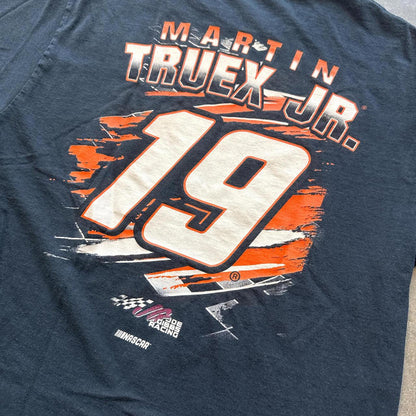 MARTIN
TRUEX JR.®
19
®
JOE
GIBBS
RACING
NASCAR